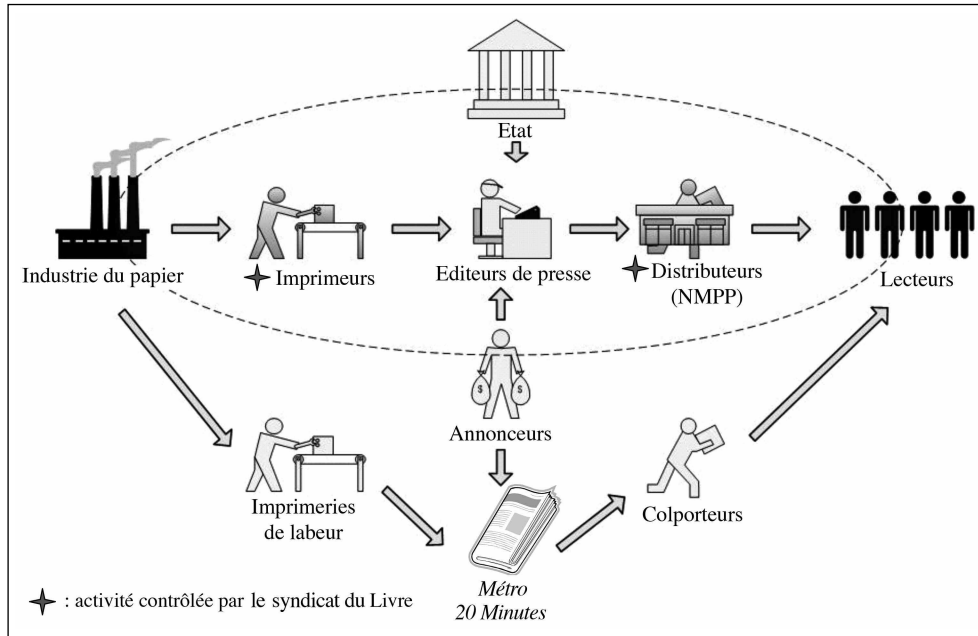 Etat
Industrie du papier
Imprimeurs
Editeurs de presse
Distributeurs
(NMPP)
Lecteurs
$ $
Annonceurs
Imprimeries
de labeur
Colporteurs
Métro
20 Minutes
: activité contrôlée par le syndicat du Livre